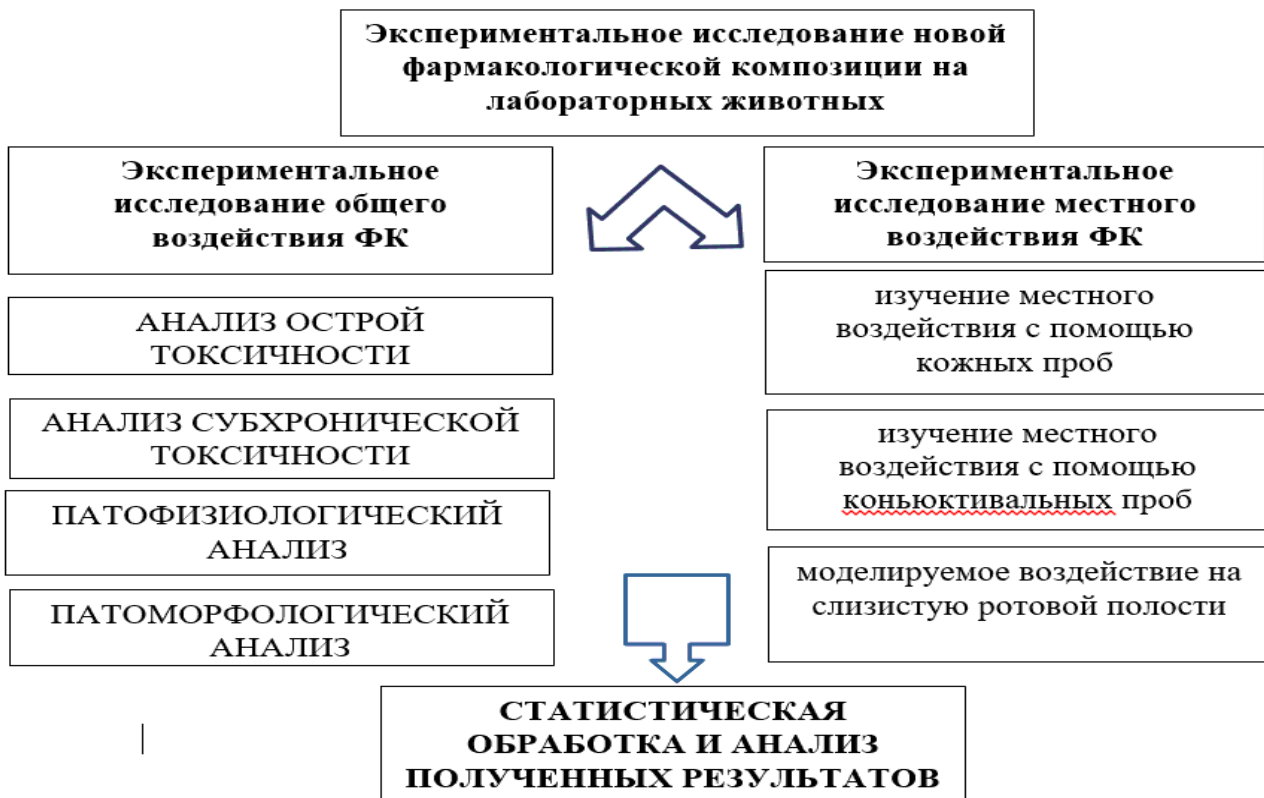 Экспериментальное исследование новой
фармакологической композиции на
лабораторных животных
Экспериментальное
исследование общего
воздействия ФК
АНАЛИЗ ОСТРОЙ
ТОКСИЧНОСТИ
АНАЛИЗ СУБХРОНИЧЕСКОЙ
ТОКСИЧНОСТИ
ПАТОФИЗИОЛОГИЧЕСКИЙ
АНАЛИЗ
ПАТОМОРФОЛОГИЧЕСКИЙ
АНАЛИЗ
Экспериментальное
исследование местного
воздействия ФК
изучение местного
воздействия с помощью
кожных проб
изучение местного
воздействия с помощью
коньюктивальных проб
моделируемое воздействие на
слизистую ротовой полости
СТАТИСТИЧЕСКАЯ
ОБРАБОТКА И АНАЛИЗ
ПОЛУЧЕННЫХ РЕЗУЛЬТАТОВ